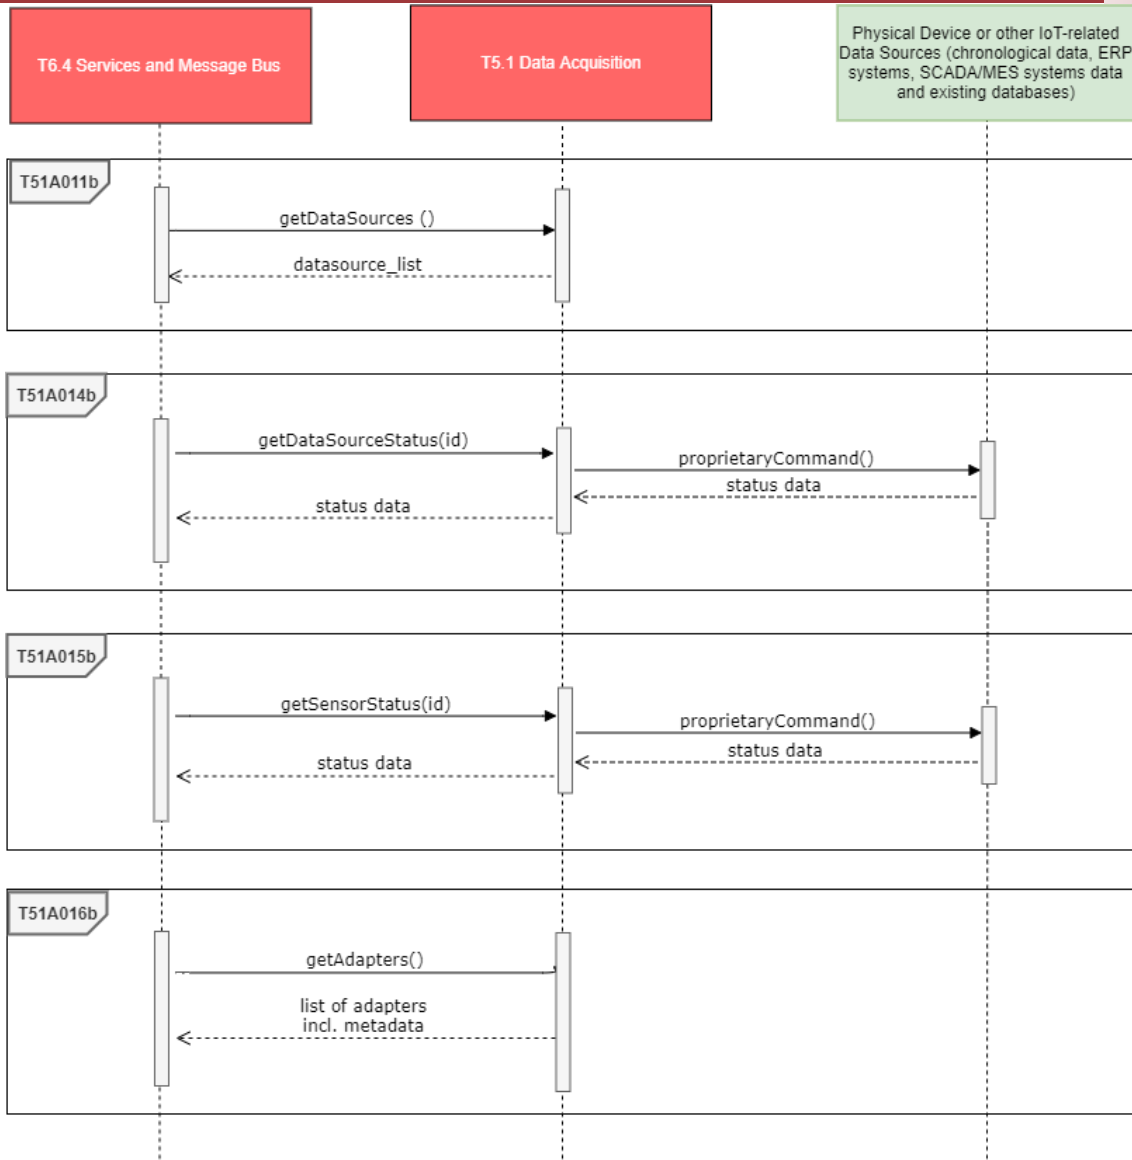 T6.4 Services and Message Bus
T5.1 Data Acquisition
Physical Device or other IoT-related
Data Sources (chronological data, ERP
systems, SCADA/MES systems data
and existing databases)
T51A011b
getDataSources ()
datasource_list
T51A014b
getDataSourceStatus(id)
proprietaryCommand()
status data
status data
T51A015b
getSensorStatus(id)
proprietaryCommand()
status data
status data
T51A016b
getAdapters()
list of adapters
incl. metadata